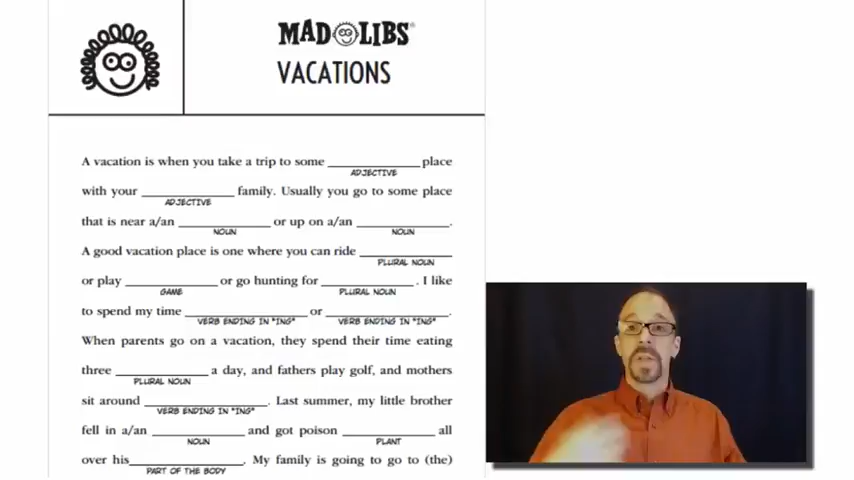 MAD LIBS®
VACATIONS
A vacation is when you take a trip to some ____________ place
ADJECTIVE
with your ____________ family. Usually you go to some place
ADJECTIVE
that is near a/an ____________ or up on a/an ____________.
NOUN NOUN
A good vacation place is one where you can ride ____________
PLURAL NOUN
or play ____________ or go hunting for ____________. I like
GAME PLURAL NOUN
to spend my time ____________ or ____________.
VERB ENDING IN "ING" VERB ENDING IN "ING"
When parents go on a vacation, they spend their time eating
three ____________ a day, and fathers play golf, and mothers
PLURAL NOUN
sit around ____________. Last summer, my little brother
VERB ENDING IN "ING"
fell in a/an ____________ and got poison ____________ all
NOUN PLANT
over his ____________. My family is going to go to (the)
PART OF THE BODY